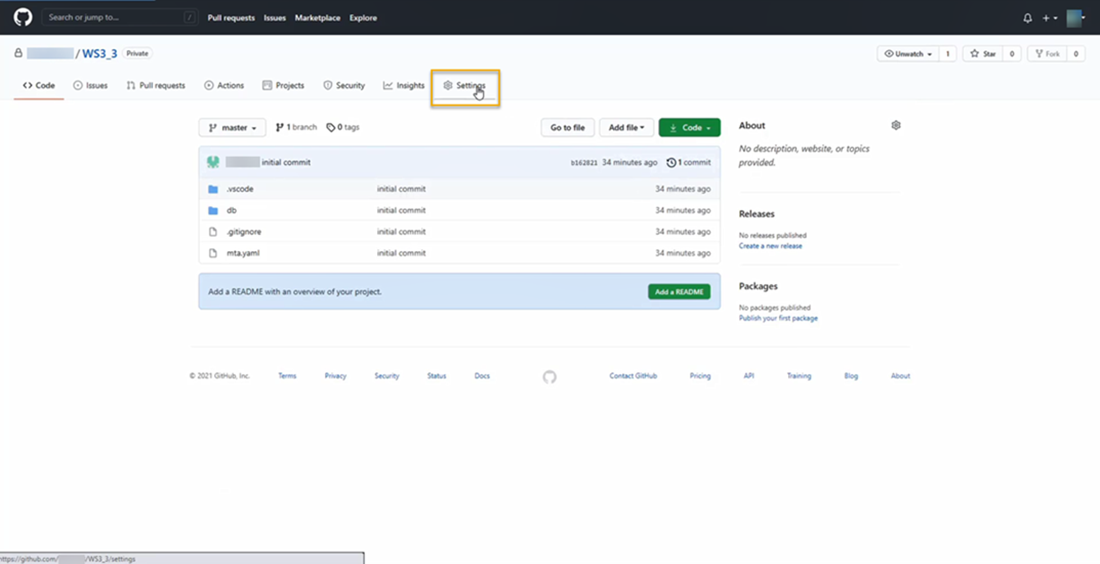 Search or jump to... /
Pull requests Issues Marketplace Explore
/ WS3_3 Private
Unwatch 1 Star 0 Fork 0
Code Issues Pull requests Actions Projects Security Insights Settings
master 1 branch 0 tags Go to file Add file Code
initial commit b162821 34 minutes ago 1 commit
.vscode initial commit 34 minutes ago
db initial commit 34 minutes ago
.gitignore initial commit 34 minutes ago
mta.yaml initial commit 34 minutes ago
Add a README with an overview of your project. Add a README
About
No description, website, or topics
provided.
Releases
No releases published
Create a new release
Packages
No packages published
Publish your first package
© 2021 GitHub, Inc. Terms Privacy Security Status Docs Contact GitHub Pricing API Training Blog About
https://github.com/ /WS3_3/settings